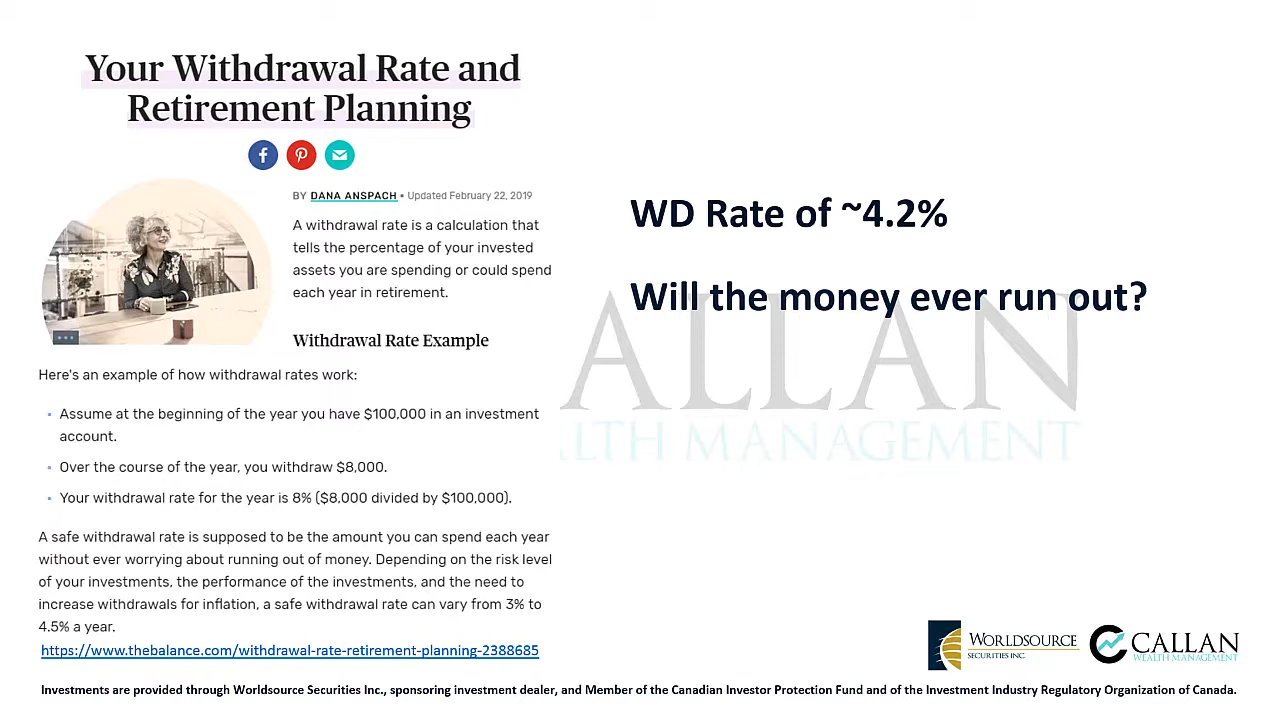 Your Withdrawal Rate and
Retirement Planning
BY DANA ANSPACH • Updated February 22, 2019
A withdrawal rate is a calculation that
tells the percentage of your invested
assets you are spending or could spend
each year in retirement.
Withdrawal Rate Example
Here's an example of how withdrawal rates work:
• Assume at the beginning of the year you have $100,000 in an investment
account.
• Over the course of the year, you withdraw $8,000.
• Your withdrawal rate for the year is 8% ($8,000 divided by $100,000).
A safe withdrawal rate is supposed to be the amount you can spend each year
without ever worrying about running out of money. Depending on the risk level
of your investments, the performance of the investments, and the need to
increase withdrawals for inflation, a safe withdrawal rate can vary from 3% to
4.5% a year.
https://www.thebalance.com/withdrawal-rate-retirement-planning-2388685
WD Rate of ~4.2%
Will the money ever run out?
ALLAN
ALTH MANAGEMENT
WORLDSOURCE
SECURITIES INC.
CALLAN
WEALTH MANAGEMENT
Investments are provided through Worldsource Securities Inc., sponsoring investment dealer, and Member of the Canadian Investor Protection Fund and of the Investment Industry Regulatory Organization of Canada.